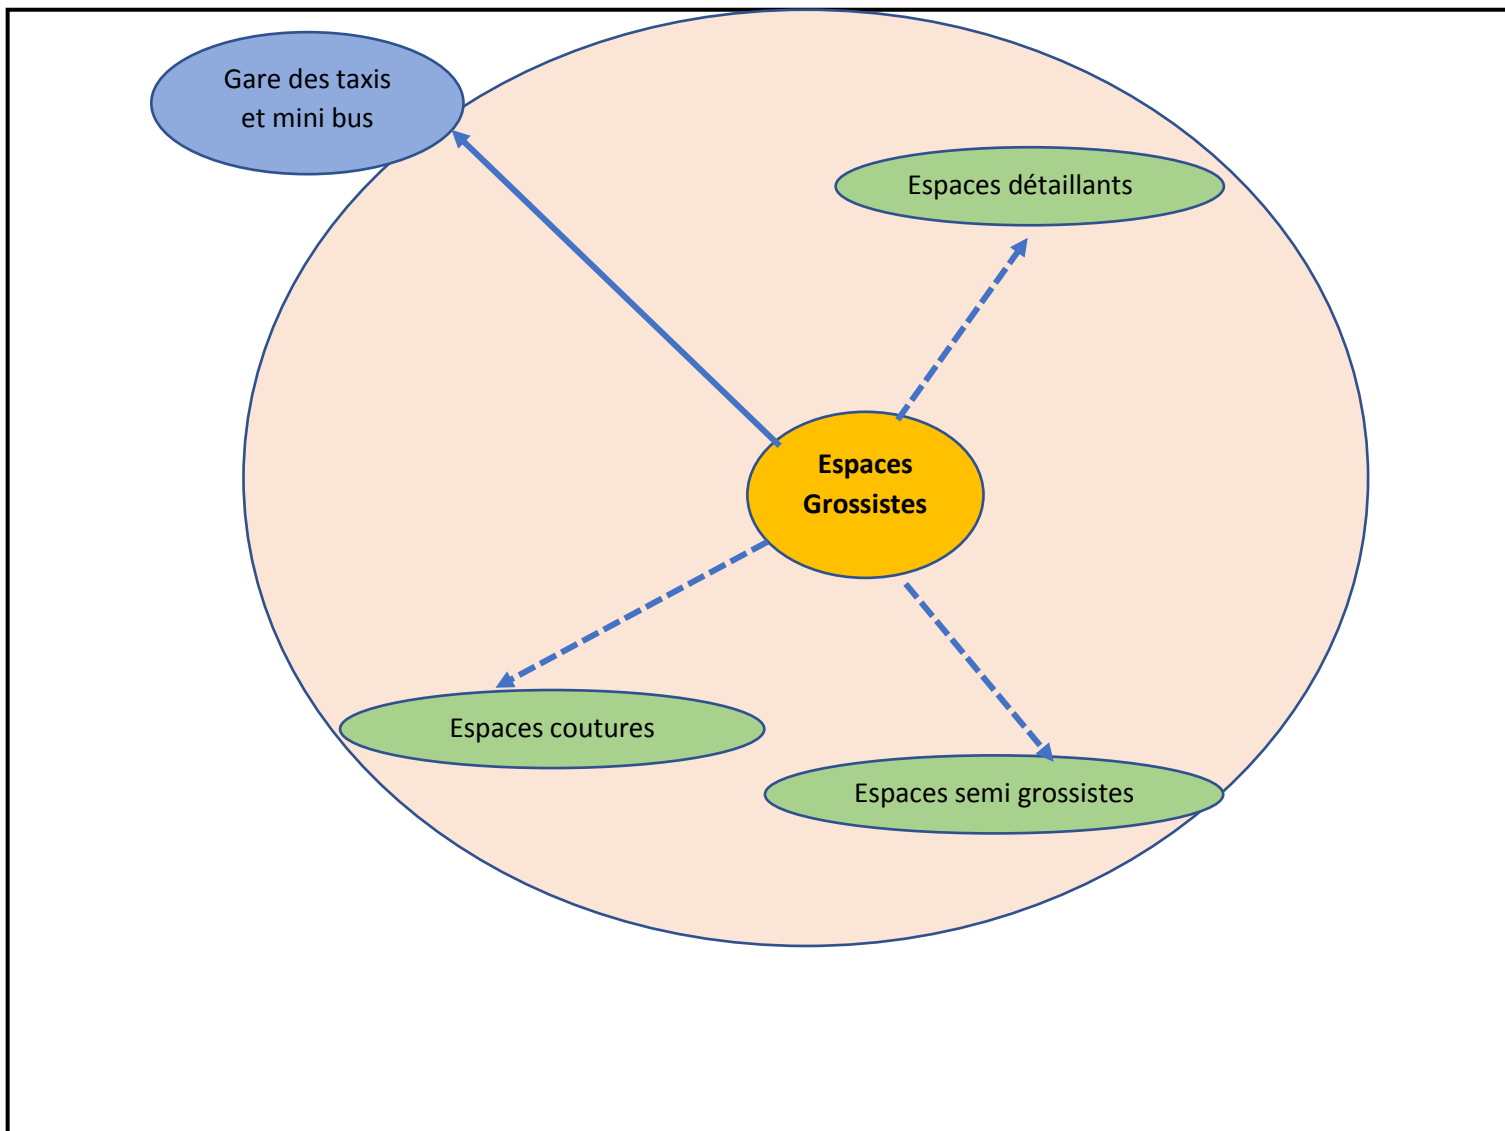 Gare des taxis
et mini bus
Espaces détaillants
Espaces
Grossistes
Espaces coutures
Espaces semi grossistes